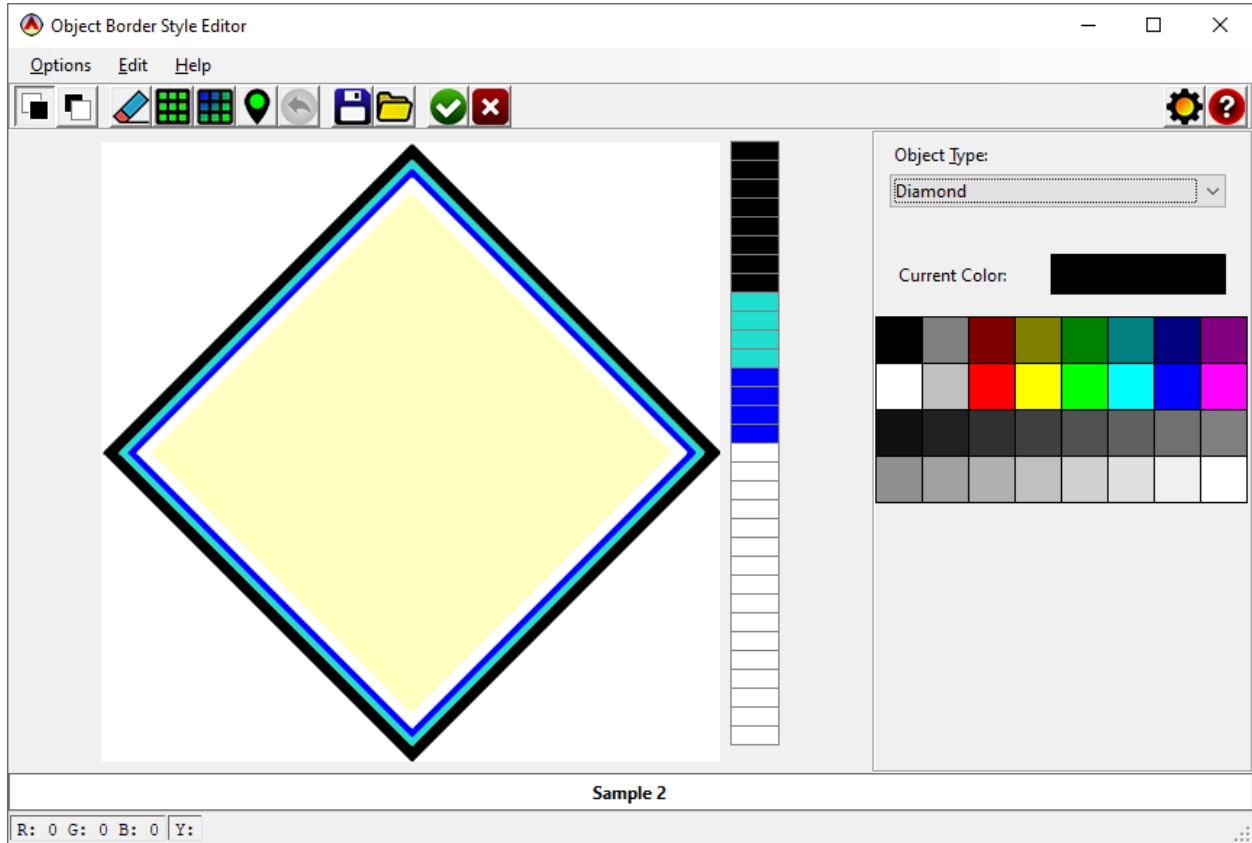 Object Border Style Editor
Options Edit Help
?
Object Type:
Diamond
Current Color:
Sample 2
R: 0 G: 0 B: 0 Y: